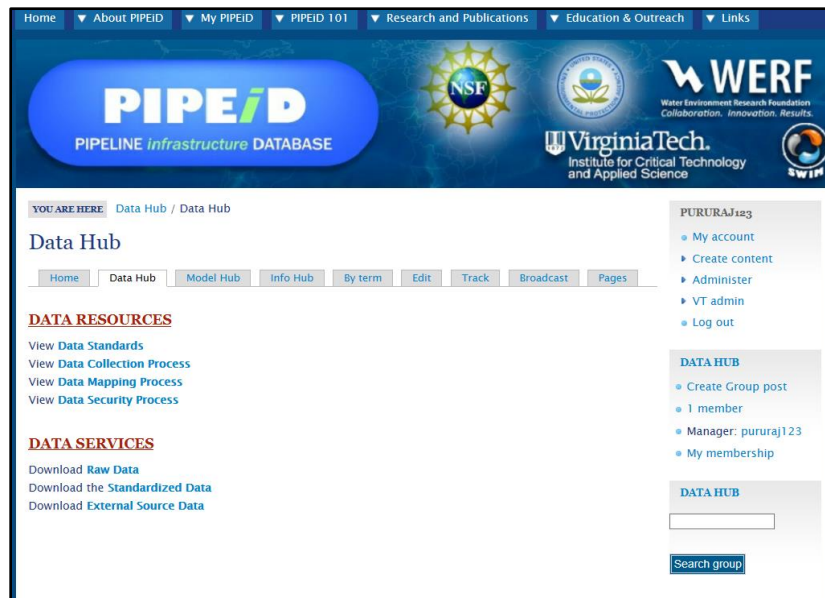 Home ▼ About PIPEiD ▼ My PIPEiD ▼ PIPEiD 101 ▼ Research and Publications ▼ Education & Outreach ▼ Links
PIPEiD
PIPELINE infrastructure DATABASE
NSF
WERF
Water Environment Research Foundation
Collaboration. Innovation. Results.
VirginiaTech.
Institute for Critical Technology
and Applied Science
SWIM
YOU ARE HERE Data Hub / Data Hub
Data Hub
Home Data Hub Model Hub Info Hub By term Edit Track Broadcast Pages
DATA RESOURCES
View Data Standards
View Data Collection Process
View Data Mapping Process
View Data Security Process
DATA SERVICES
Download Raw Data
Download the Standardized Data
Download External Source Data
PURURAJ123
My account
Create content
Administer
VT admin
Log out
DATA HUB
Create Group post
1 member
Manager: pururaj123
My membership
DATA HUB
Search group